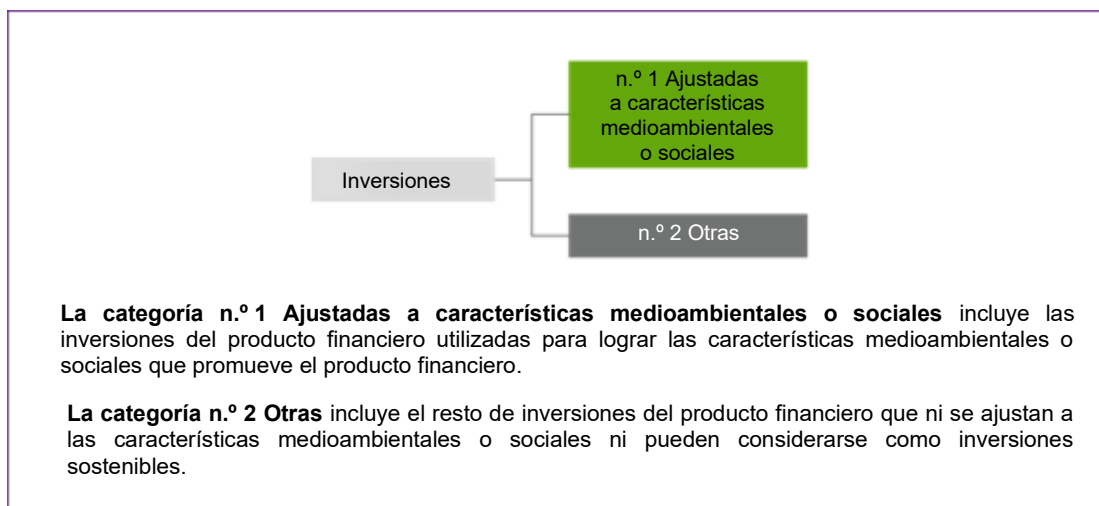 n.º 1 Ajustadas
a características
medioambientales
o sociales
Inversiones
n.º 2 Otras
La categoría n.º 1 Ajustadas a características medioambientales o sociales incluye las
inversiones del producto financiero utilizadas para lograr las características medioambientales o
sociales que promueve el producto financiero.
La categoría n.º 2 Otras incluye el resto de inversiones del producto financiero que ni se ajustan a
las características medioambientales o sociales ni pueden considerarse como inversiones
sostenibles.